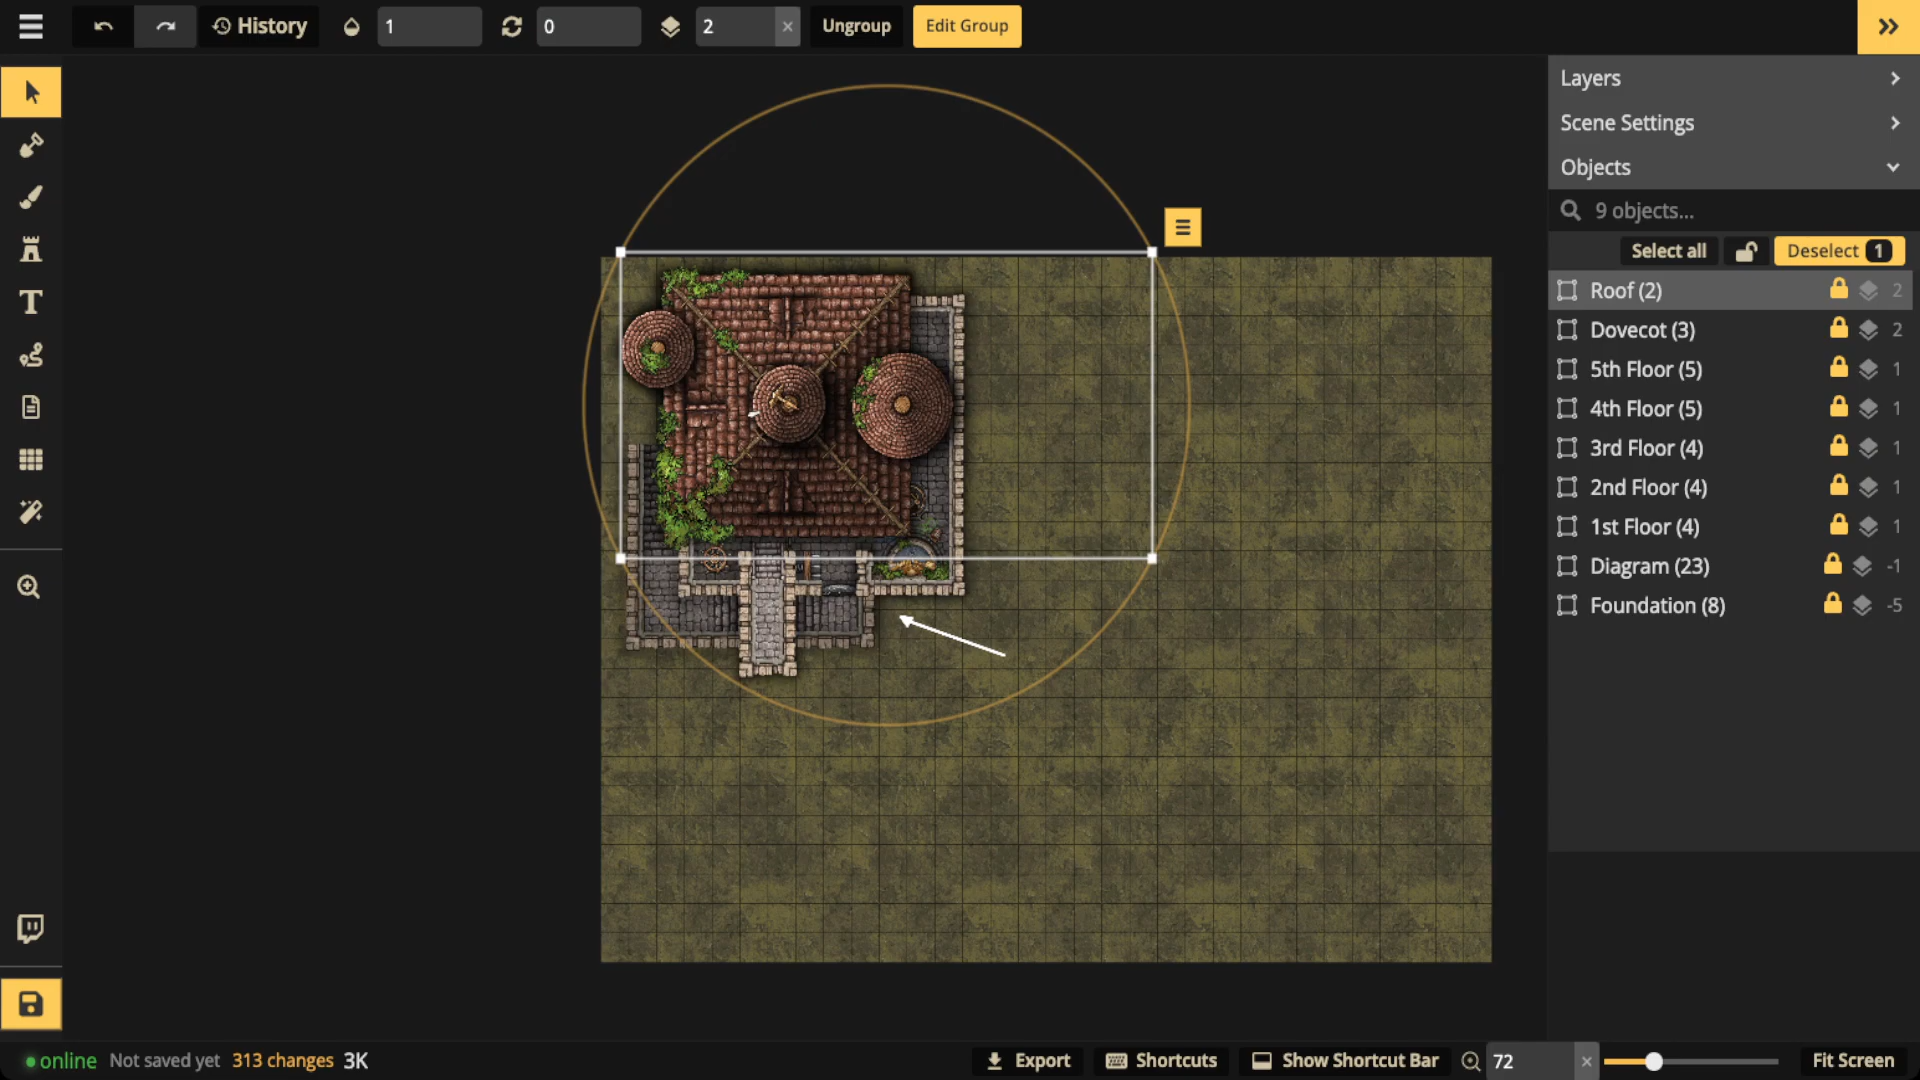 History 1 0 2 × Ungroup Edit Group
Layers
Scene Settings
Objects
9 objects...
Select all Deselect 1
Roof (2) 2
Dovecot (3) 2
5th Floor (5) 1
4th Floor (5) 1
3rd Floor (4) 1
2nd Floor (4) 1
1st Floor (4) 1
Diagram (23) -1
Foundation (8) -5
T
online Not saved yet 313 changes 3K Export Shortcuts Show Shortcut Bar 72 × Fit Screen